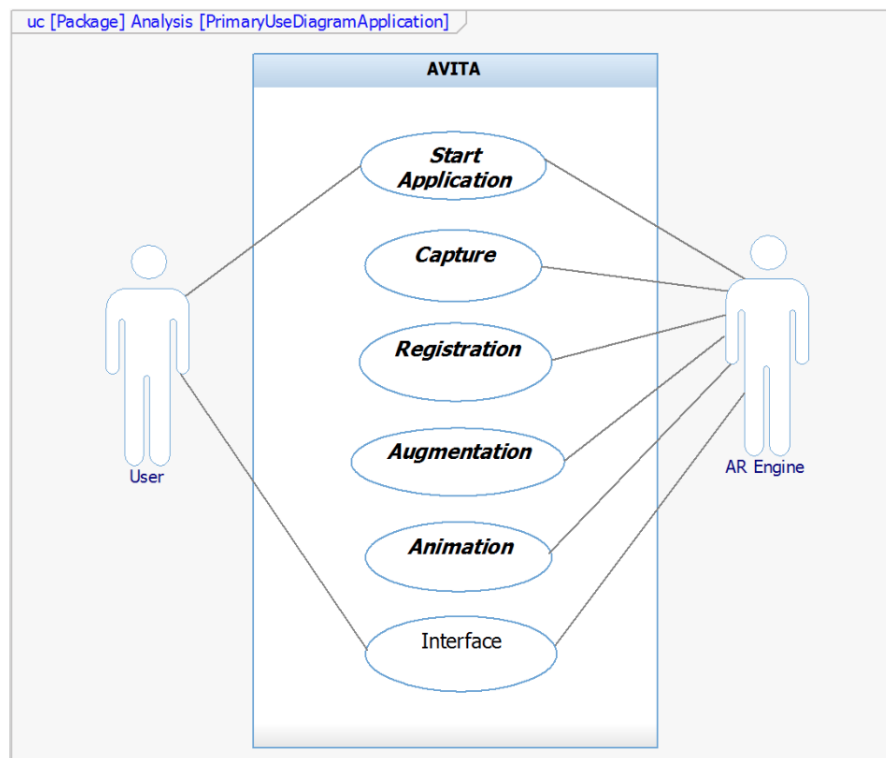 uc [Package] Analysis [PrimaryUseDiagramApplication]
AVITA
Start
Application
Capture
Registration
Augmentation
Animation
Interface
User
AR Engine